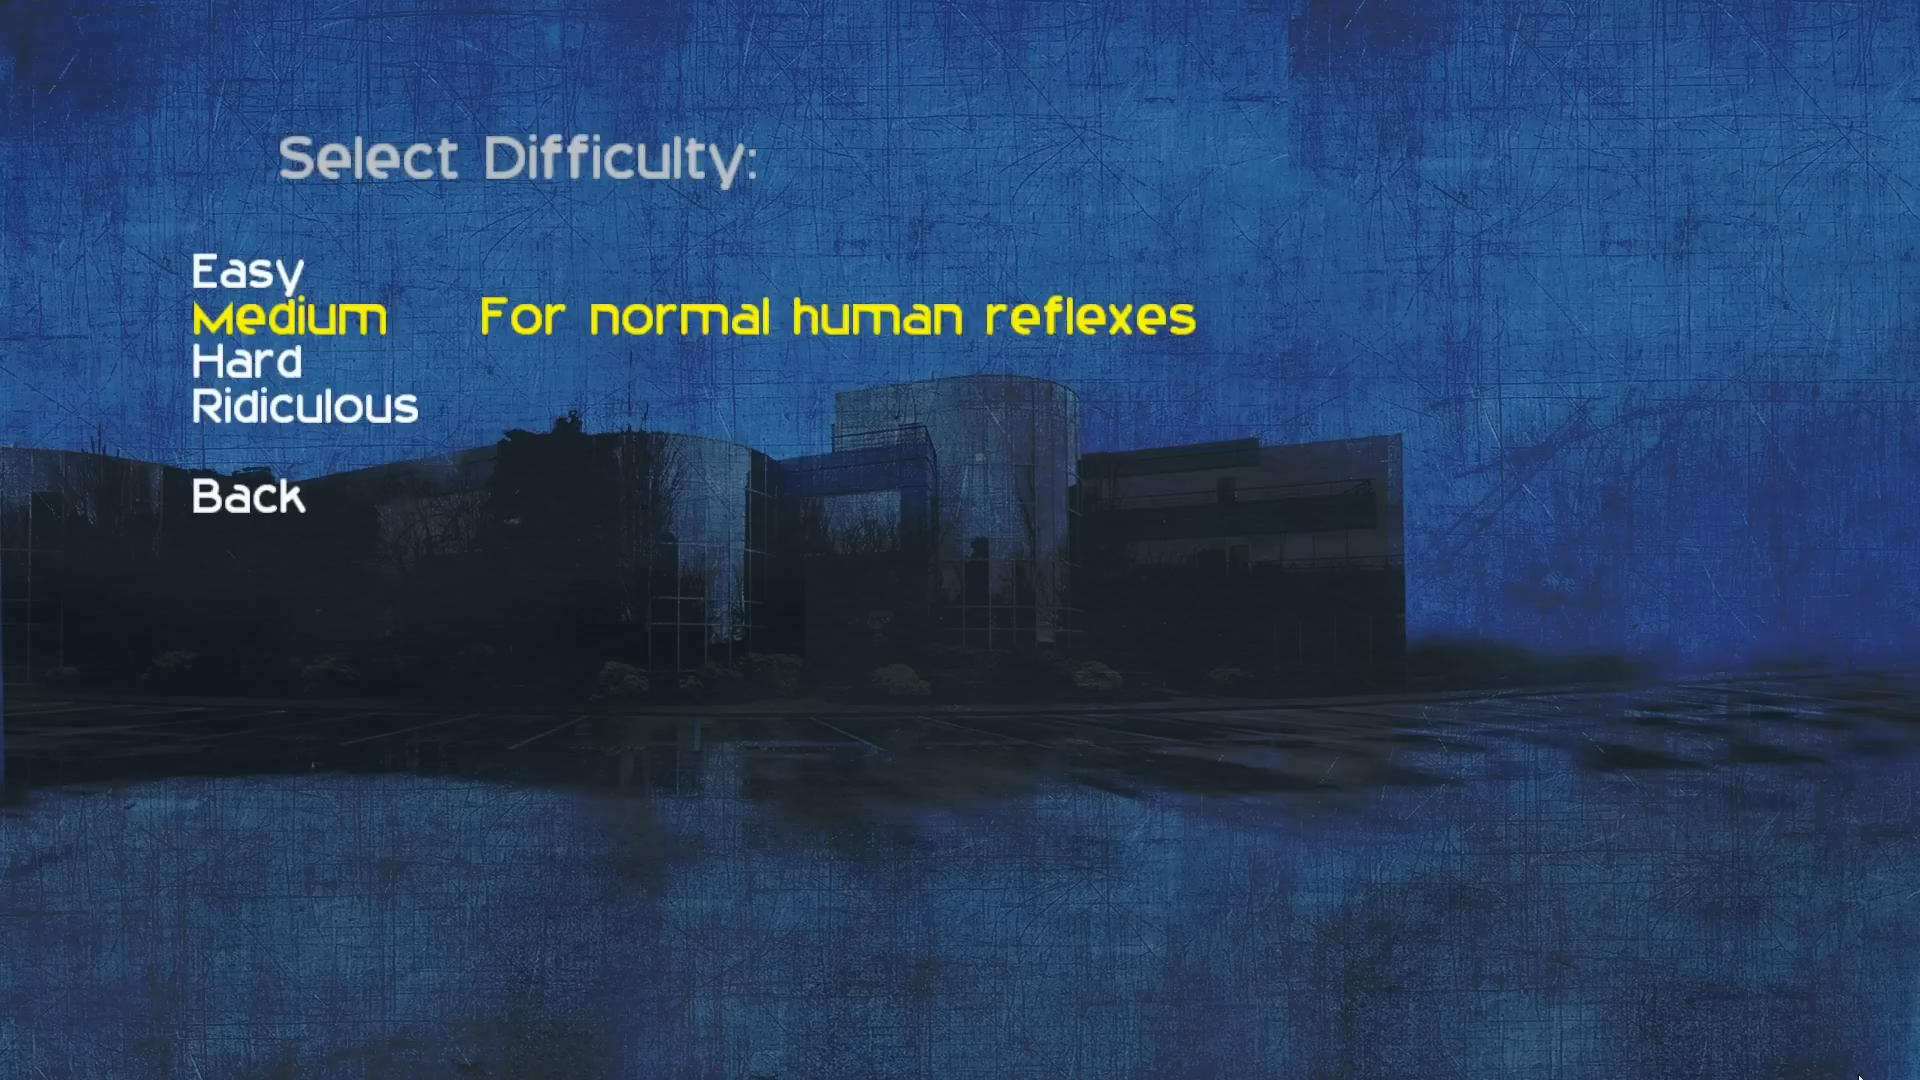 Select Difficulty:
Easy
Medium For normal human reflexes
Hard
Ridiculous
Back